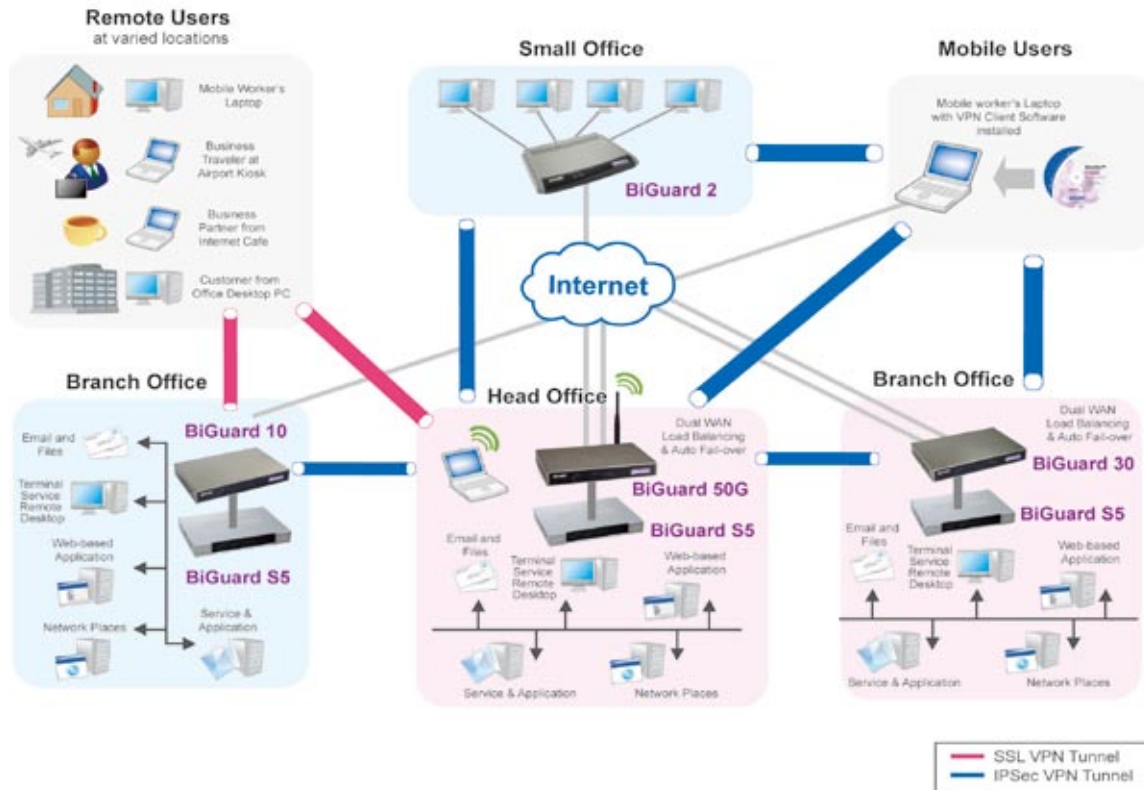 Remote Users
at varied locations
Mobile Worker's
Laptop
Business
Traveler at
Airport Kiosk
Business
Partner from
Internet Cafe
Customer from
Office Desktop PC
Small Office
BiGuard 2
Mobile Users
Mobile worker's Laptop
with VPN Client Software
installed
Internet
Branch Office
BiGuard 10
Email and
Files
Terminal
Service
Remote
Desktop
Web-based
Application
BiGuard S5
Network Places
Service &
Application
Head Office
Dual WAN
Load Balancing
& Auto Fail-over
BiGuard 50G
BiGuard S5
Email and
Files
Terminal
Service
Remote
Desktop
Web-based
Application
Service & Application
Network Places
Branch Office
Dual WAN
Load Balancing
& Auto Fail-over
BiGuard 30
BiGuard S5
Email and
Files
Terminal
Service
Remote
Desktop
Web-based
Application
Service & Application
Network Places
SSL VPN Tunnel
IPSec VPN Tunnel